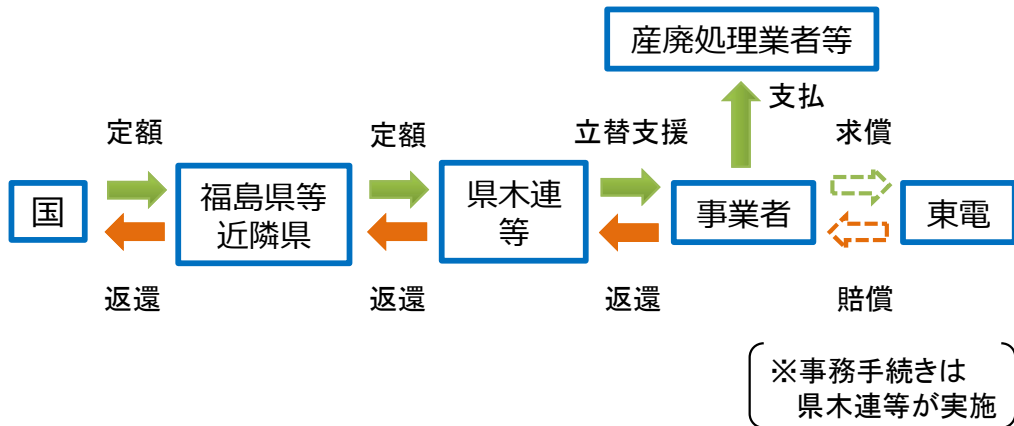 産廃処理業者等
支払
定額
定額
立替支援
求償
国
福島県等
近隣県
県木連
等
事業者
東電
返還
返還
返還
賠償
※事務手続きは
県木連等が実施